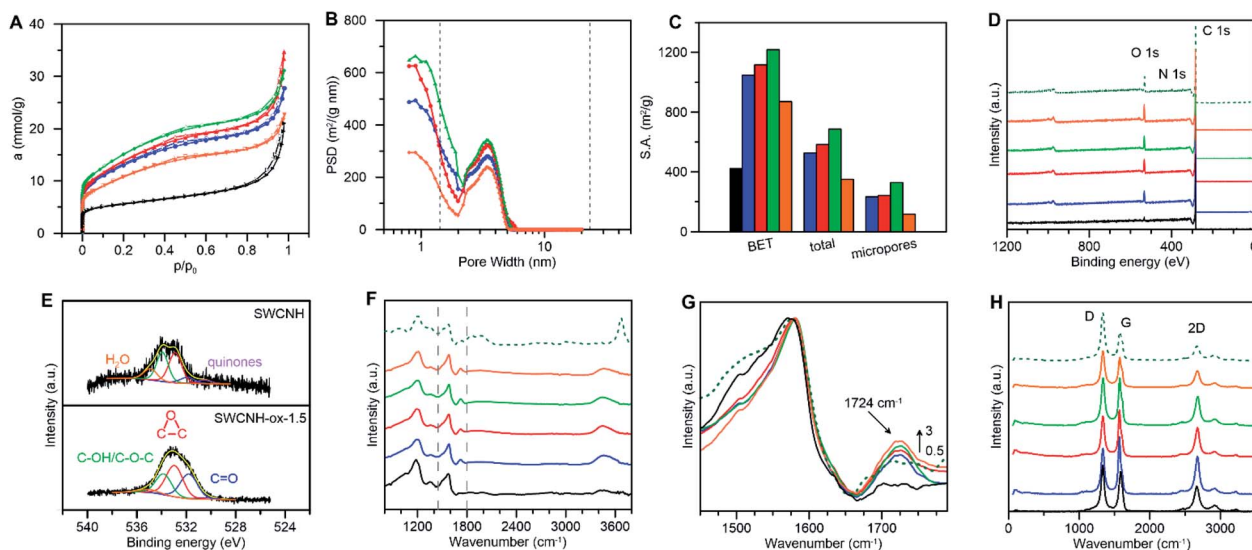 A
40
30
20
10
0
a (mmol/g)
0 0.2 0.4 0.6 0.8 1
p/p₀
B
800
600
400
200
0
PSD (m²/(g nm))
1 10
Pore Width (nm)
C
1200
800
400
0
S.A. (m²/g)
BET total micropores
D
C 1s
O 1s
N 1s
Intensity (a.u.)
1200 800 400 0
Binding energy (eV)
E
SWCNH
H₂O
quinones
SWCNH-ox-1.5
O
C–C
C-OH/C-O-C
C=O
Intensity (a.u.)
540 536 532 528 524
Binding energy (eV)
F
Intensity (a.u.)
1200 1800 2400 3000 3600
Wavenumber (cm⁻¹)
G
1724 cm⁻¹
3
0.5
Intensity (a.u.)
1500 1600 1700
Wavenumber (cm⁻¹)
H
D
G
2D
Intensity (a.u.)
0 1000 2000 3000
Wavenumber (cm⁻¹)